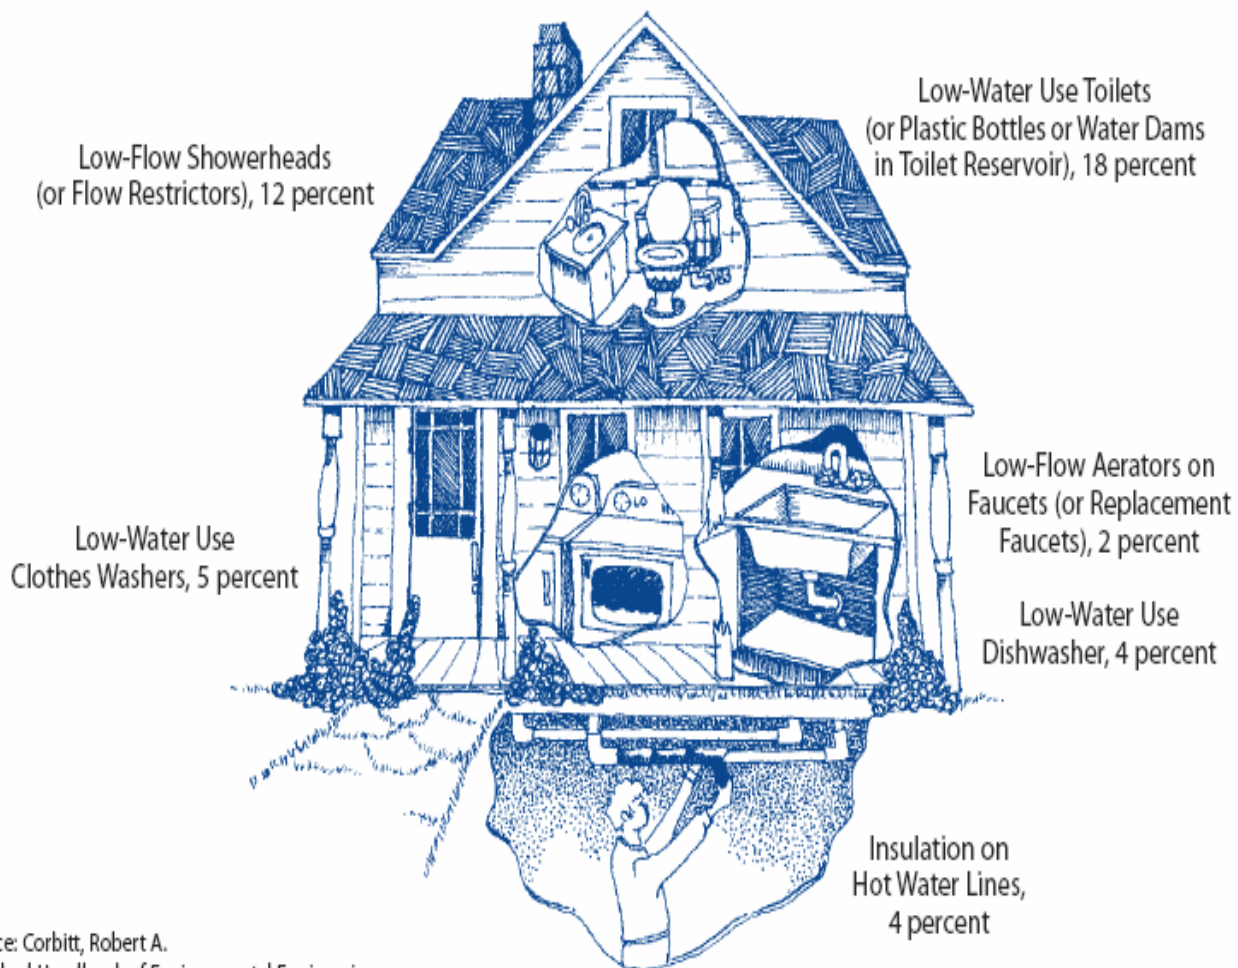 Low-Flow Showerheads
(or Flow Restrictors), 12 percent
Low-Water Use Toilets
(or Plastic Bottles or Water Dams
in Toilet Reservoir), 18 percent
Low-Water Use
Clothes Washers, 5 percent
LO
Low-Flow Aerators on
Faucets (or Replacement
Faucets), 2 percent
Low-Water Use
Dishwasher, 4 percent
Insulation on
Hot Water Lines,
4 percent
ce: Corbitt, Robert A.